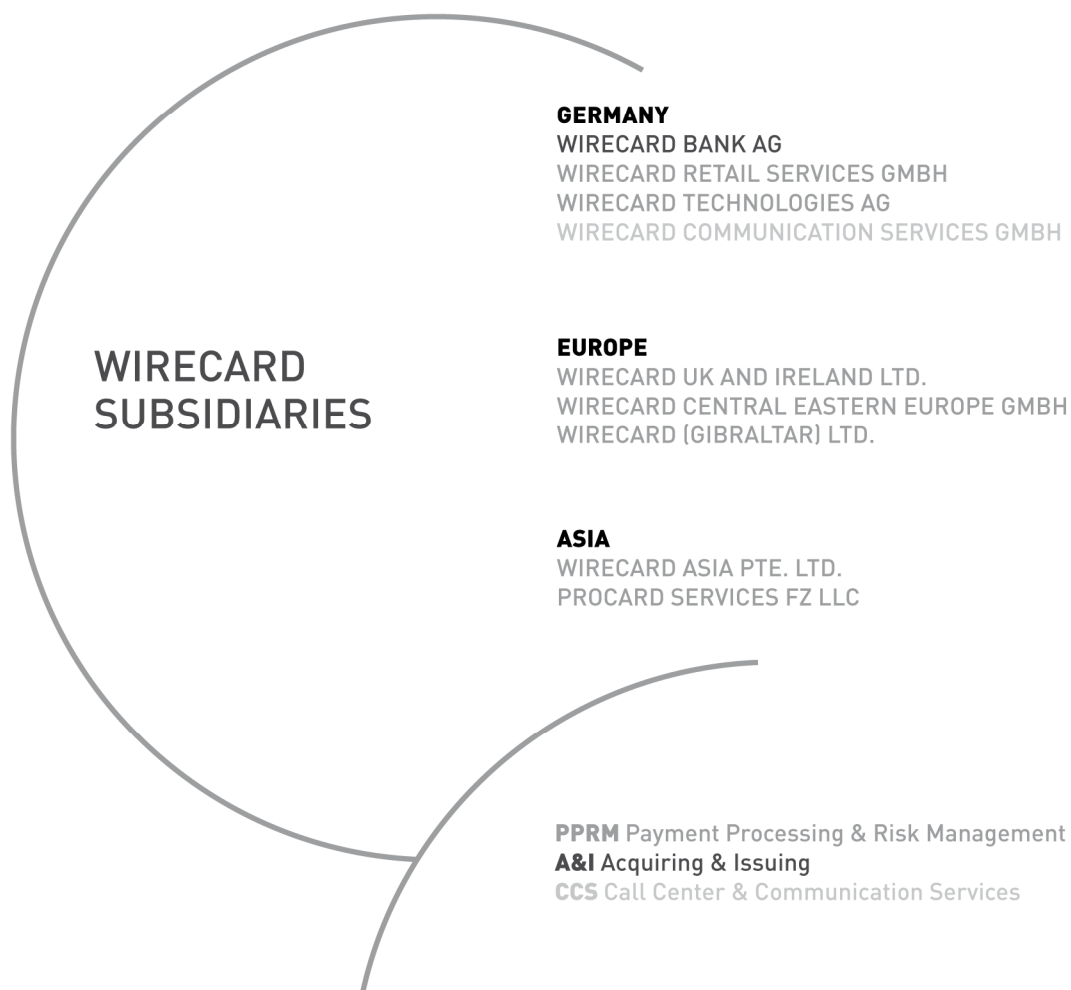 GERMANY
WIRECARD BANK AG
WIRECARD RETAIL SERVICES GMBH
WIRECARD TECHNOLOGIES AG
WIRECARD COMMUNICATION SERVICES GMBH
WIRECARD
SUBSIDIARIES
EUROPE
WIRECARD UK AND IRELAND LTD.
WIRECARD CENTRAL EASTERN EUROPE GMBH
WIRECARD (GIBRALTAR) LTD.
ASIA
WIRECARD ASIA PTE. LTD.
PROCARD SERVICES FZ LLC
PPRM Payment Processing & Risk Management
A&I Acquiring & Issuing
CCS Call Center & Communication Services